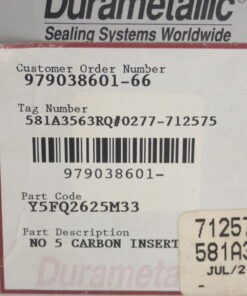 Durametallic®
Sealing Systems Worldwide
Customer Order Number
979038601-66
Tag Number
581A3563RQ#0277-712575
979038601-
Part Code
Y5FQ2625M33
Part Description
NO 5 CARBON INSERT
71257
581A3
JUL/2
-
Durametal